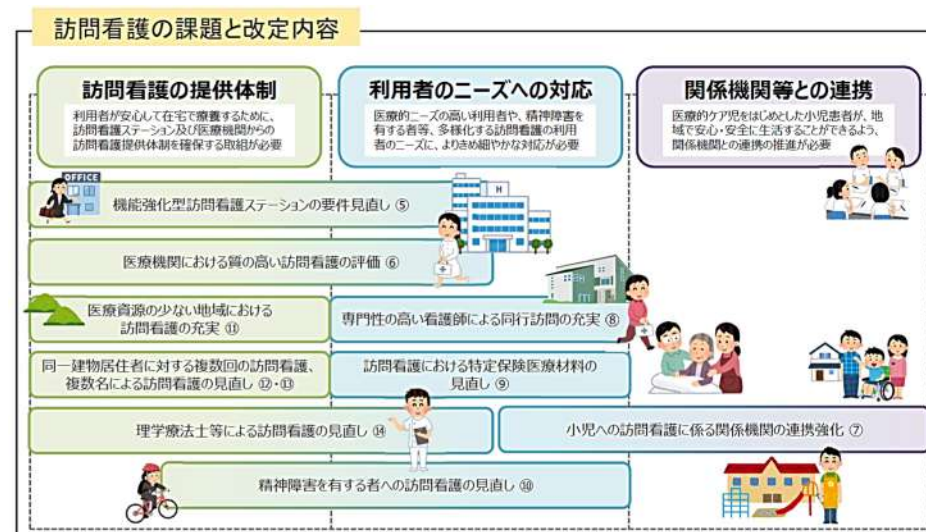 訪問看護の課題と改定内容
訪問看護の提供体制
利用者が安心して在宅で療養するために、
訪問看護ステーション及び医療機関からの
訪問看護提供体制を確保する取組が必要
利用者のニーズへの対応
医療的ニーズの高い利用者や、精神障害を
有する者等、多様化する訪問看護の利用
者のニーズに、よりきめ細やかな対応が必要
関係機関等との連携
医療的ケア児をはじめとした小児患者が、地
域で安心・安全に生活することができるよう、
関係機関との連携の推進が必要
OFFICE
H
機能強化型訪問看護ステーションの要件見直し ⑤
医療機関における質の高い訪問看護の評価 ⑥
医療資源の少ない地域における
訪問看護の充実 ⑪
専門性の高い看護師による同行訪問の充実 ⑧
同一建物居住者に対する複数回の訪問看護、
複数名による訪問看護の見直し ⑫・⑬
訪問看護における特定保険医療材料の
見直し ⑨
理学療法士等による訪問看護の見直し ⑭
小児への訪問看護に係る関係機関の連携強化 ⑦
精神障害を有する者への訪問看護の見直し ⑩